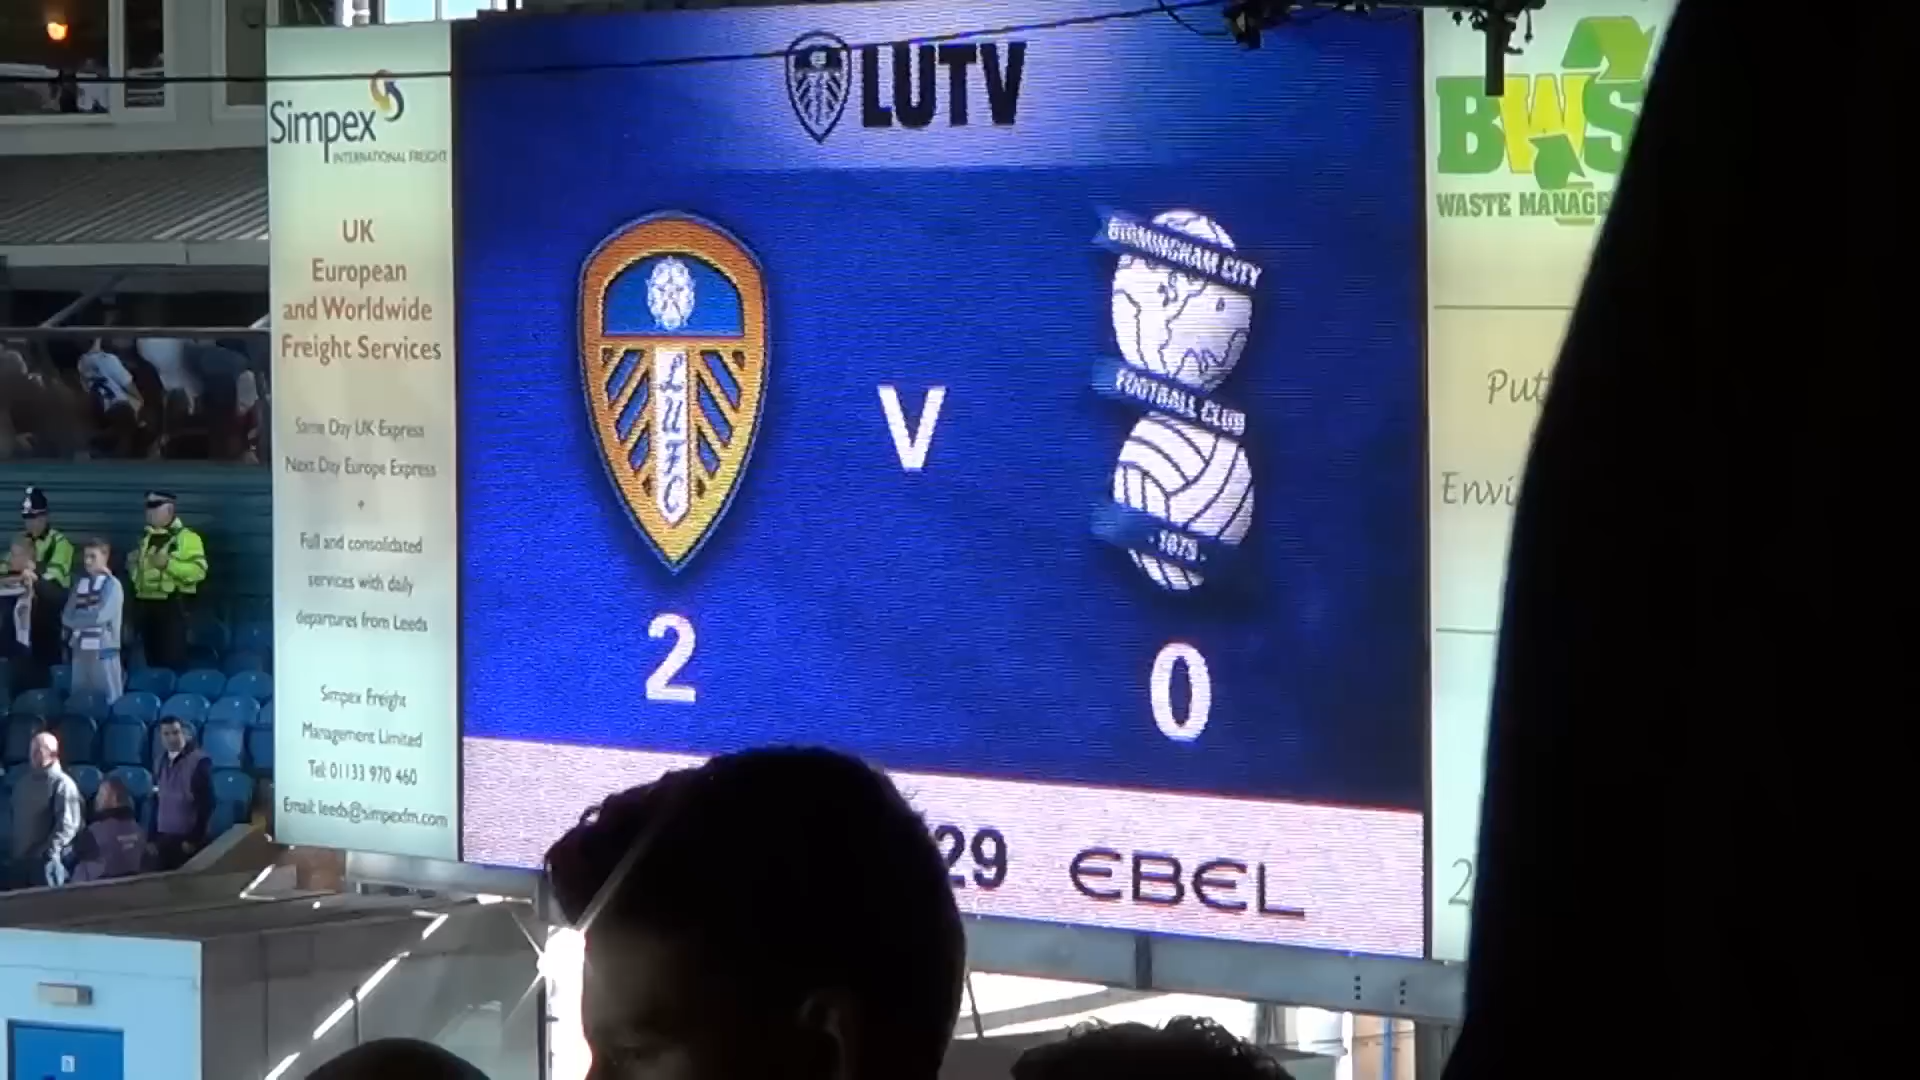 Simpex
INTERNATIONAL FREIGHT
UK
European
and Worldwide
Freight Services
Same Day UK Express
Next Day Europe Express
+
Full and consolidated
services with daily
departures from Leeds
Simpex Freight
Management Limited
Tel: 01133 970 460
Email: leeds@simpexfm.com
LUTV
LUFC
V
BIRMINGHAM CITY
FOOTBALL CLUB
1875
2
0
29
EBEL
BWS
WASTE